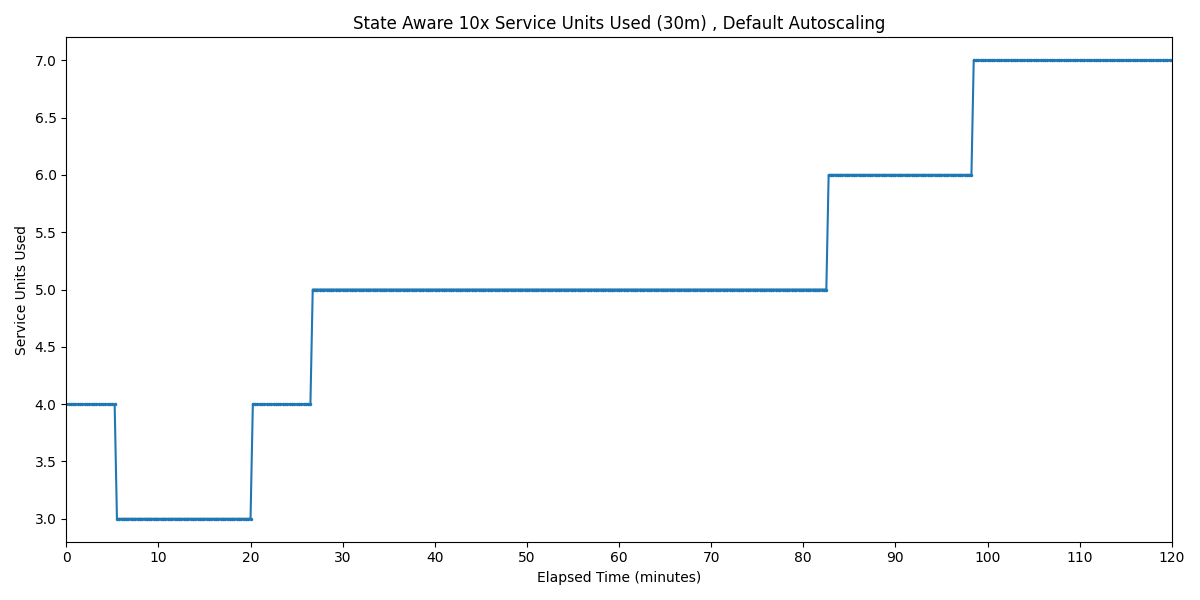 State Aware 10x Service Units Used (30m) , Default Autoscaling
7.0
6.5
6.0
5.5
5.0
4.5
4.0
3.5
3.0
Service Units Used
0 10 20 30 40 50 60 70 80 90 100 110 120
Elapsed Time (minutes)